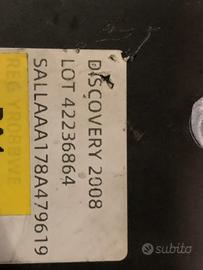 DISCOVERY 2008
LOT 42236864
SALLAAA178A479619
subito